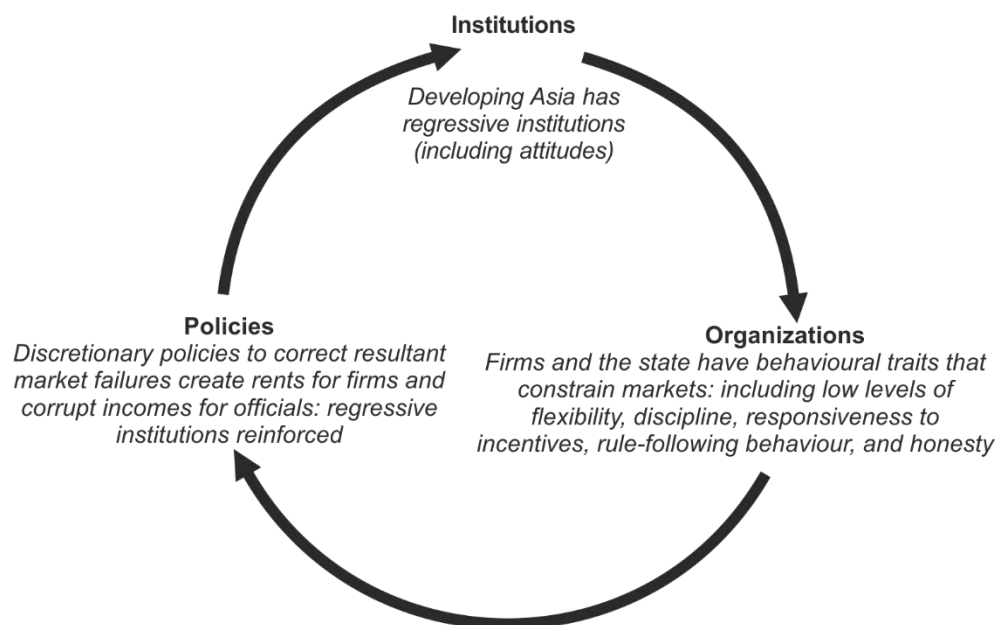 Institutions
Developing Asia has
regressive institutions
(including attitudes)
Policies
Discretionary policies to correct resultant
market failures create rents for firms and
corrupt incomes for officials: regressive
institutions reinforced
Organizations
Firms and the state have behavioural traits that
constrain markets: including low levels of
flexibility, discipline, responsiveness to
incentives, rule-following behaviour, and honesty